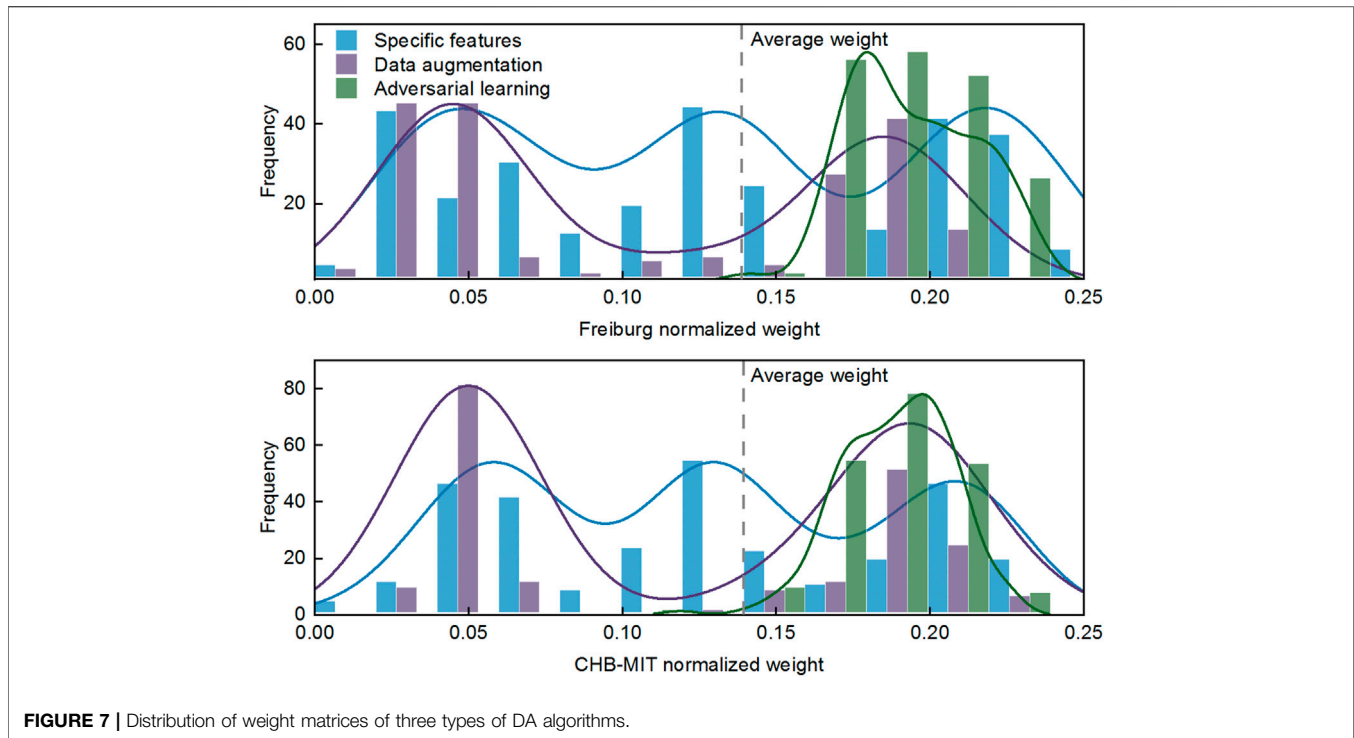 60
40
20
Frequency
Specific features
Data augmentation
Adversarial learning
Average weight
0.00 0.05 0.10 0.15 0.20 0.25
Freiburg normalized weight
80
60
40
20
0
Frequency
Average weight
0.00 0.05 0.10 0.15 0.20 0.25
CHB-MIT normalized weight
FIGURE 7 | Distribution of weight matrices of three types of DA algorithms.